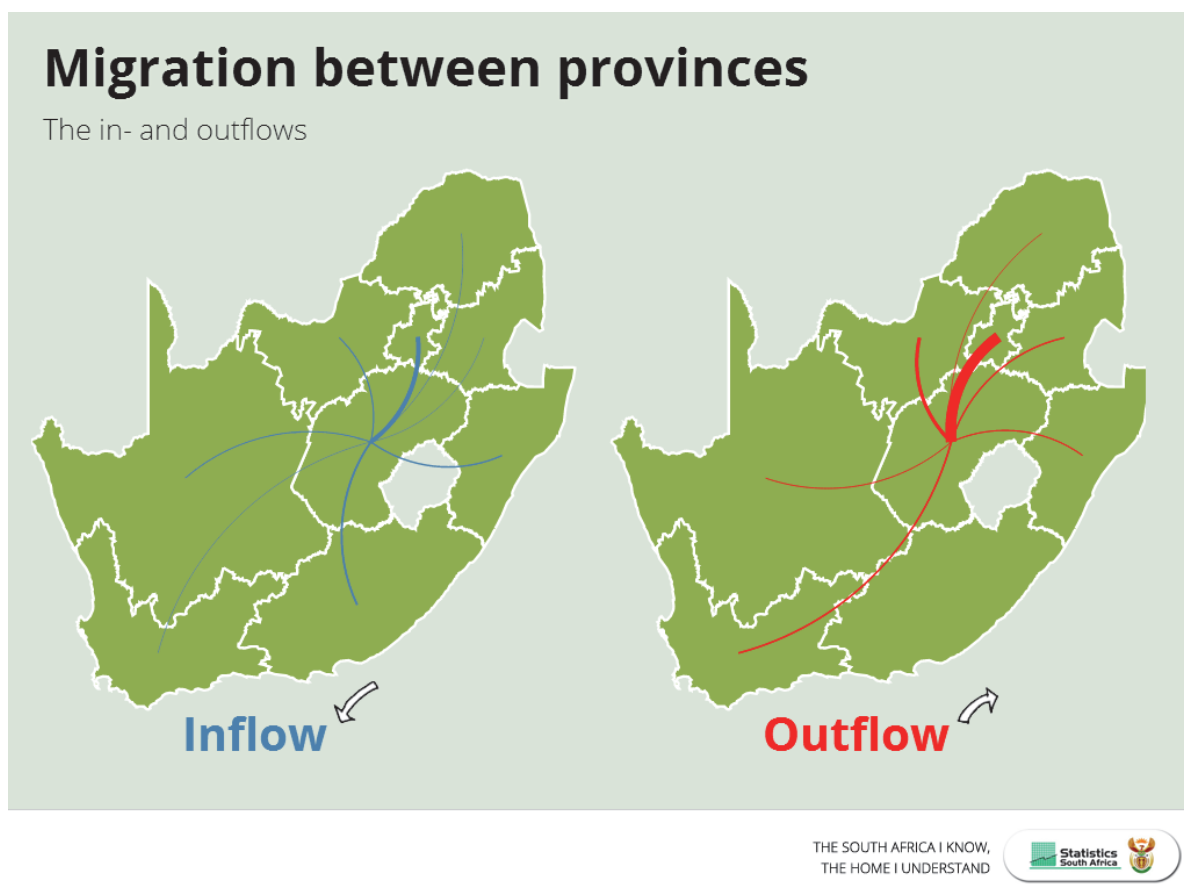 Migration between provinces
The in- and outflows
Inflow
Outflow
THE SOUTH AFRICA I KNOW,
THE HOME I UNDERSTAND
Statistics
South Africa